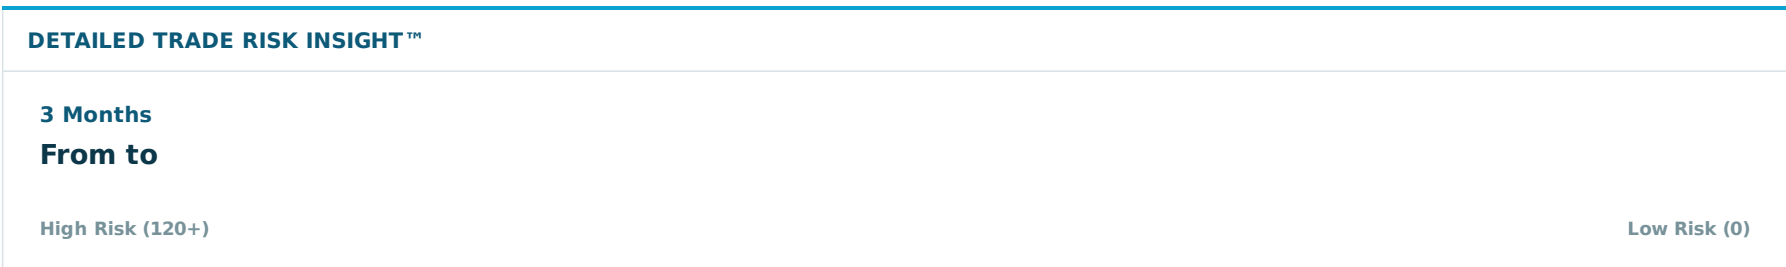 DETAILED TRADE RISK INSIGHT™
3 Months
From to
High Risk (120+) Low Risk (0)